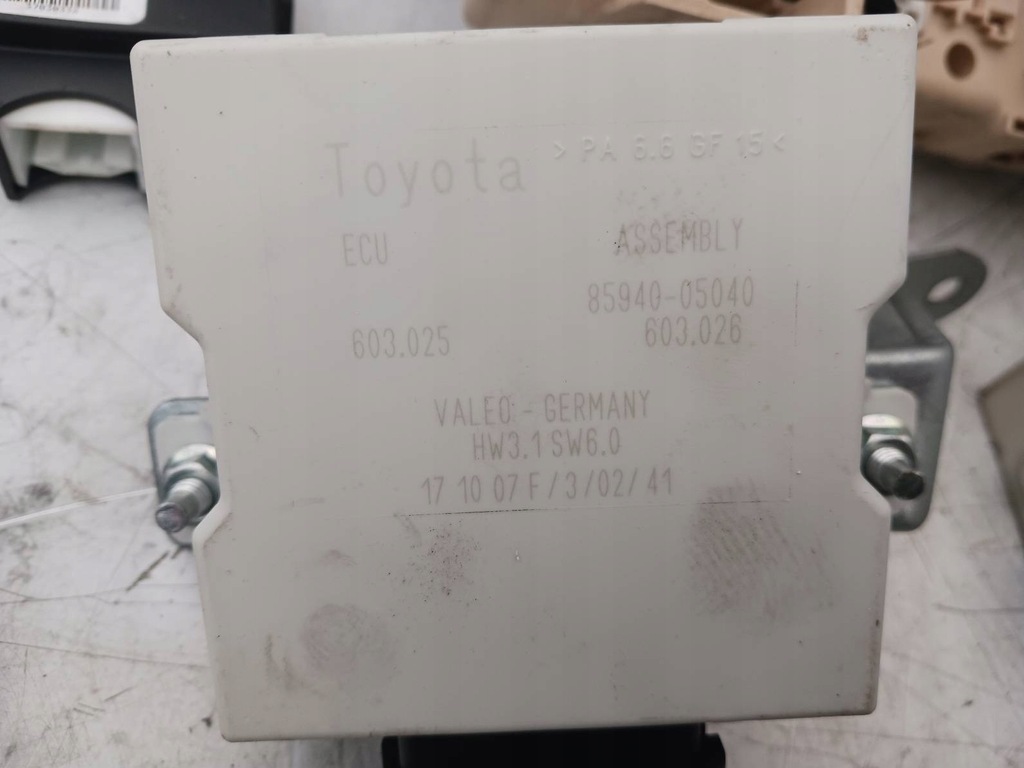 Toyota > PA 6.6 GF 15 <
ECU ASSEMBLY
85940-05040
603.025 603.026
VALEO - GERMANY
HW3.1 SW6.0
17 10 07 F/3/02/41